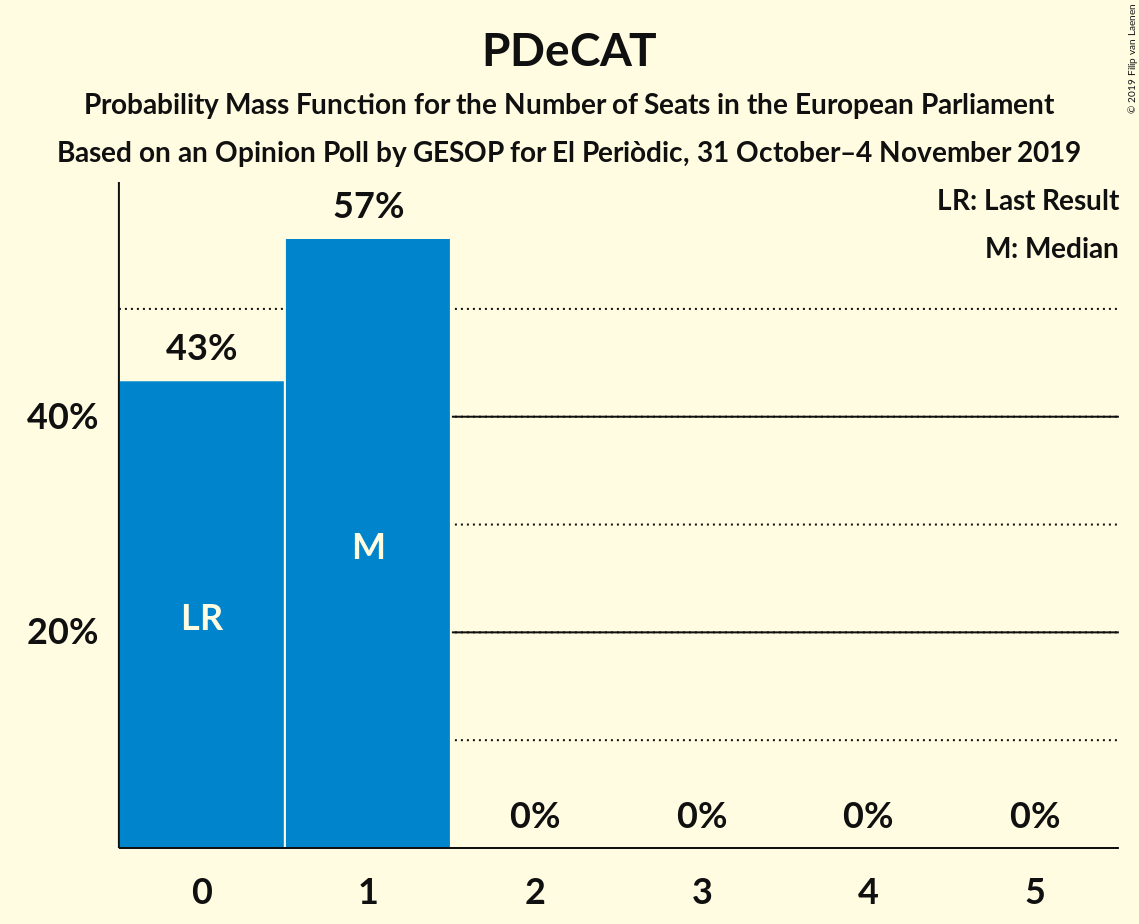 PDeCAT
Probability Mass Function for the Number of Seats in the European Parliament
Based on an Opinion Poll by GESOP for El Periòdic, 31 October–4 November 2019
© 2019 Filip van Laenen
LR: Last Result
M: Median
57%
43%
40%
M
LR
20%
0% 0% 0% 0%
0 1 2 3 4 5